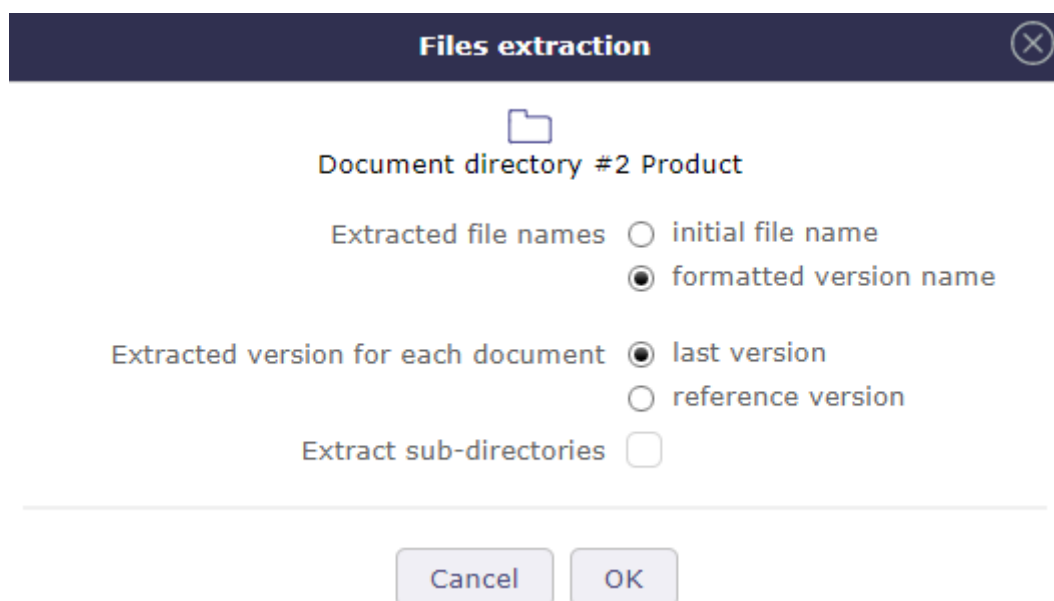 Files extraction
Document directory #2 Product
Extracted file names
initial file name
formatted version name
Extracted version for each document
last version
reference version
Extract sub-directories
Cancel
OK